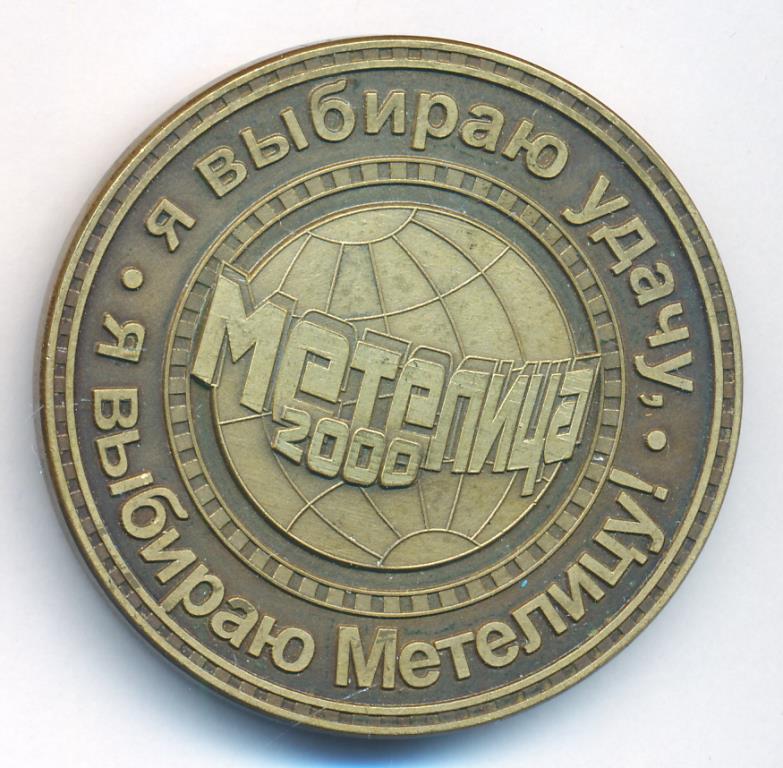 Я выбираю удачу,
Я выбираю Метелицу!
Метелица
2000